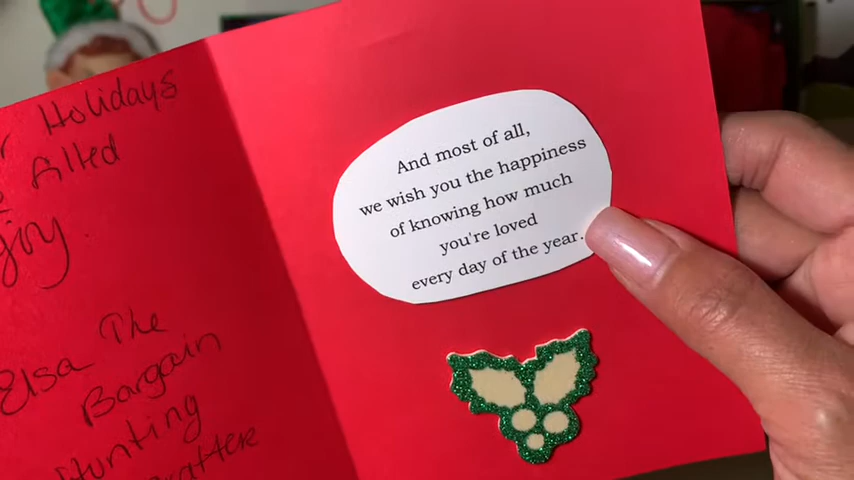 Holidays
filled
joy
Elsa The
Bargain
Hunting
And most of all,
we wish you the happiness
of knowing how much
you're loved
every day of the year.